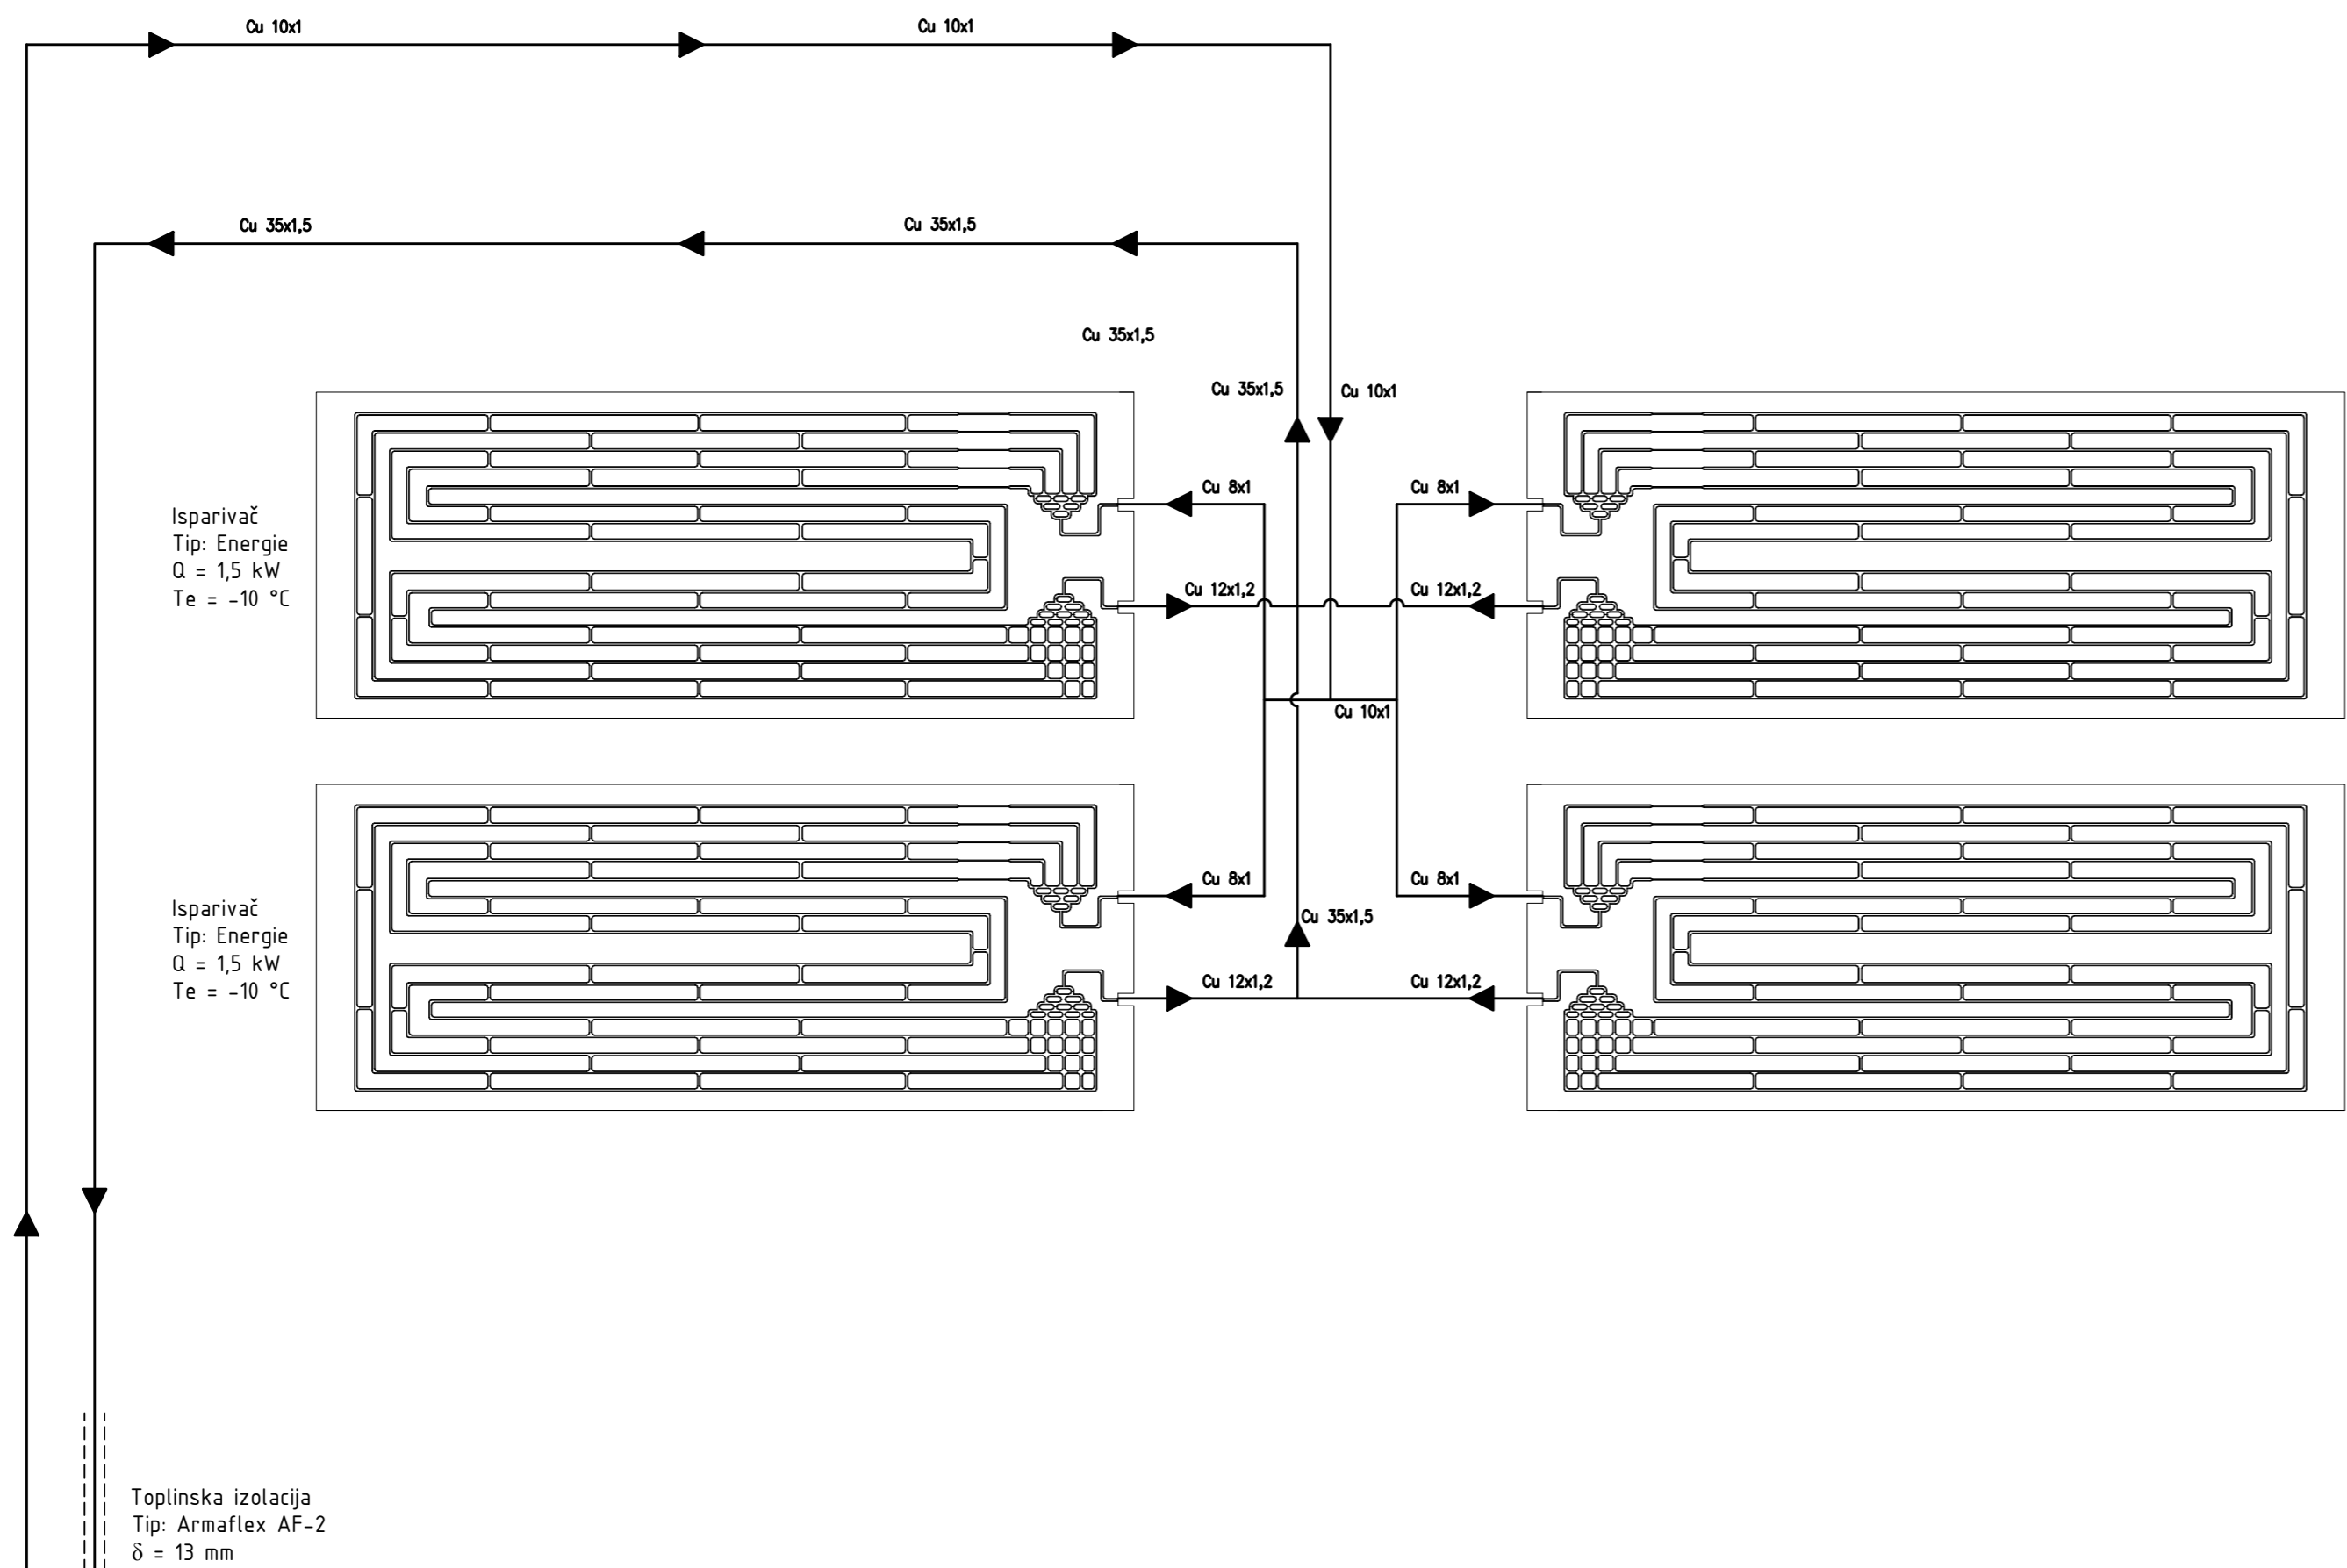 Cu 10x1
Cu 10x1
Cu 35x1,5
Cu 35x1,5
Cu 35x1,5
Cu 35x1,5
Cu 10x1
Cu 8x1
Cu 8x1
Isparivač
Tip: Energie
Q = 1,5 kW
Te = -10 °C
Cu 12x1,2
Cu 12x1,2
Cu 10x1
Cu 8x1
Cu 8x1
Isparivač
Tip: Energie
Q = 1,5 kW
Te = -10 °C
Cu 35x1,5
Cu 12x1,2
Cu 12x1,2
Toplinska izolacija
Tip: Armaflex AF-2
δ = 13 mm